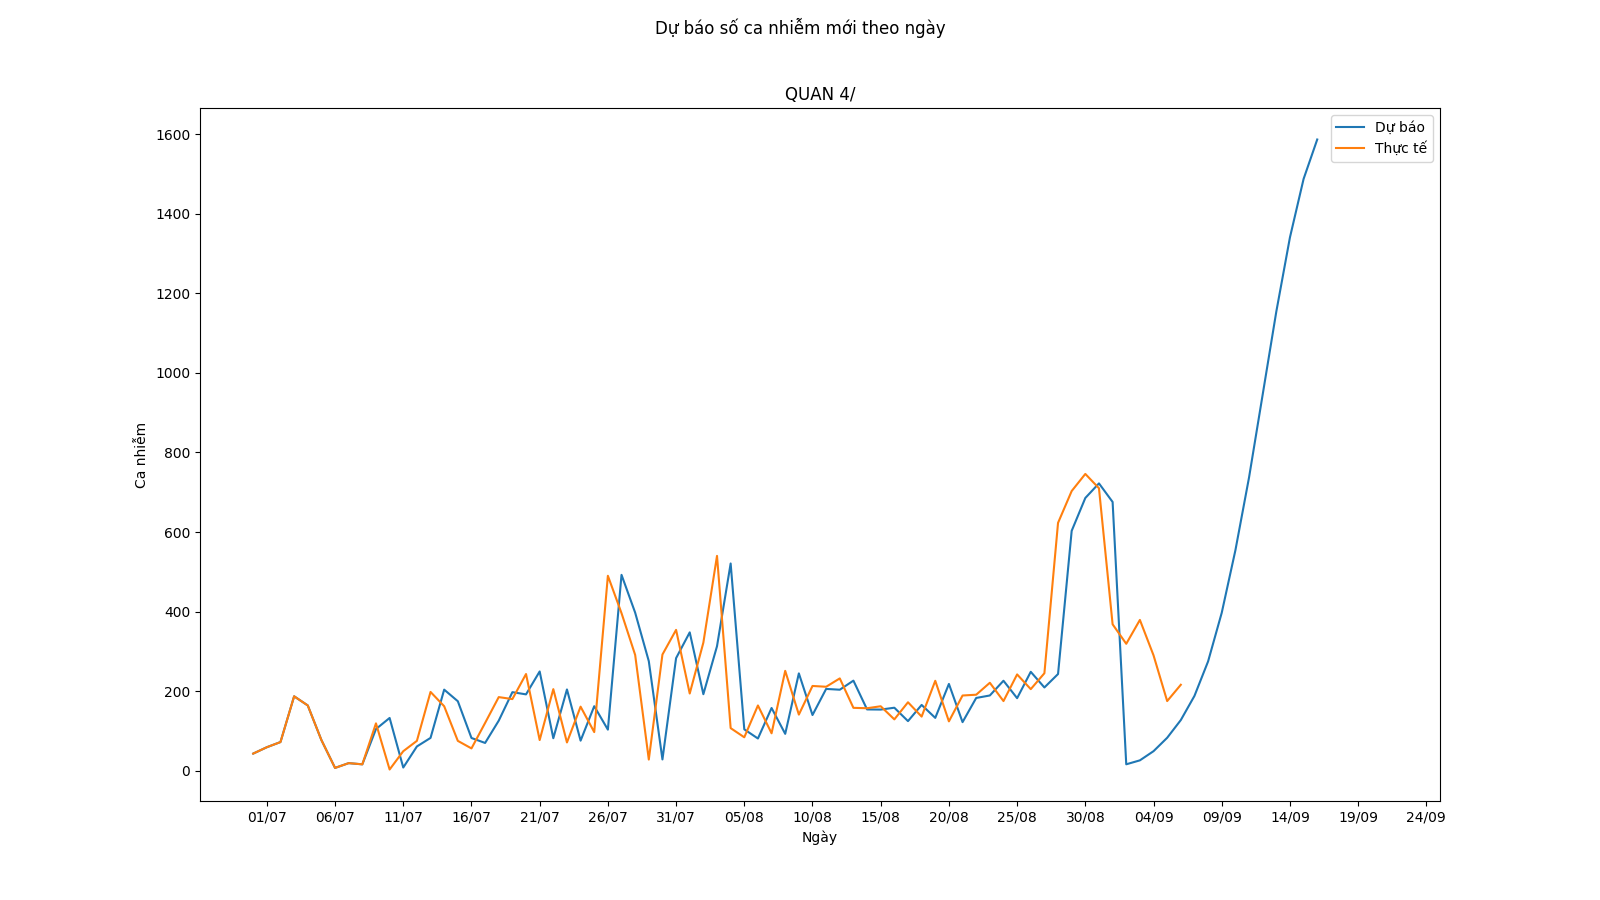 Dự báo số ca nhiễm mới theo ngày
QUAN 4/
Dự báo
Thực tế
1600
1400
1200
1000
800
600
400
200
0
Ca nhiễm
01/07 06/07 11/07 16/07 21/07 26/07 31/07 05/08 10/08 15/08 20/08 25/08 30/08 04/09 09/09 14/09 19/09 24/09
Ngày